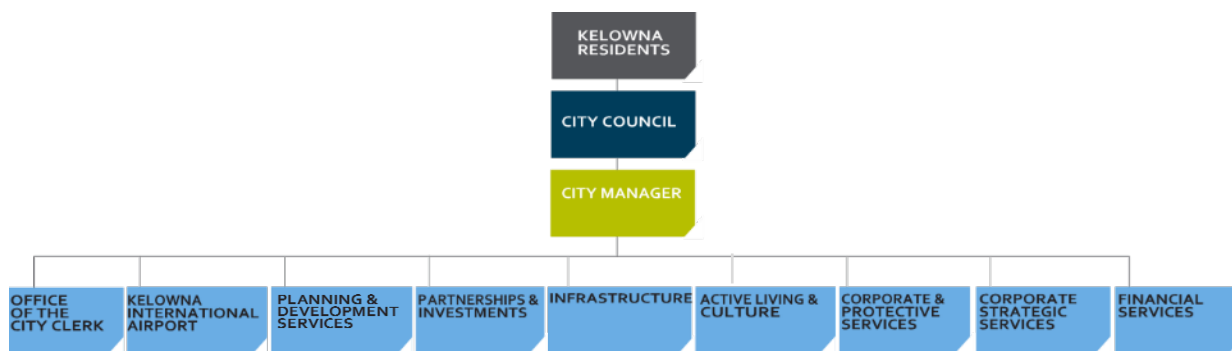 KELOWNA
RESIDENTS
CITY COUNCIL
CITY MANAGER
OFFICE
OF THE
CITY CLERK
KELOWNA
INTERNATIONAL
AIRPORT
PLANNING &
DEVELOPMENT
SERVICES
PARTNERSHIPS &
INVESTMENTS
INFRASTRUCTURE
ACTIVE LIVING &
CULTURE
CORPORATE &
PROTECTIVE
SERVICES
CORPORATE
STRATEGIC
SERVICES
FINANCIAL
SERVICES